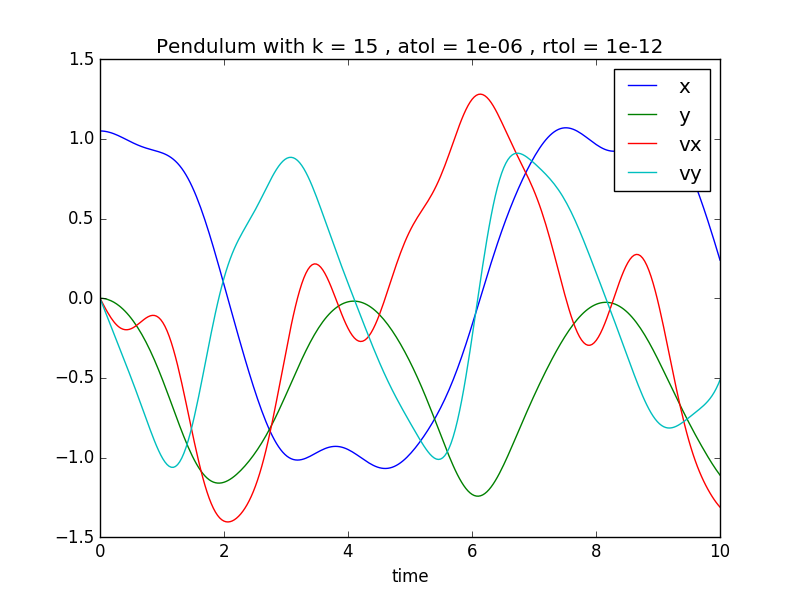 Pendulum with k = 15 , atol = 1e-06 , rtol = 1e-12
1.5
1.0
0.5
0.0
−0.5
−1.0
−1.5
x
y
vx
vy
0 2 4 6 8 10
time